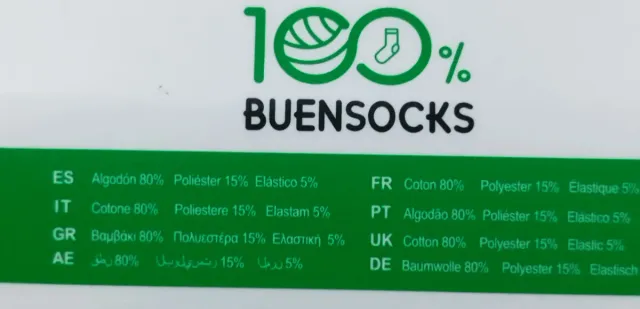 100%
BUENSOCKS
ES Algodón 80% Poliéster 15% Elástico 5%
IT Cotone 80% Poliestere 15% Elastam 5%
GR Βαμβάκι 80% Πολυεστέρα 15% Ελαστική 5%
AE قطن 80% البوليستر 15% 5%
FR Coton 80% Polyester 15% Élastique 5%
PT Algodão 80% Poliéster 15% Elástico 5%
UK Cotton 80% Polyester 15% Elastic 5%
DE Baumwolle 80% Polyester 15% Elastisch